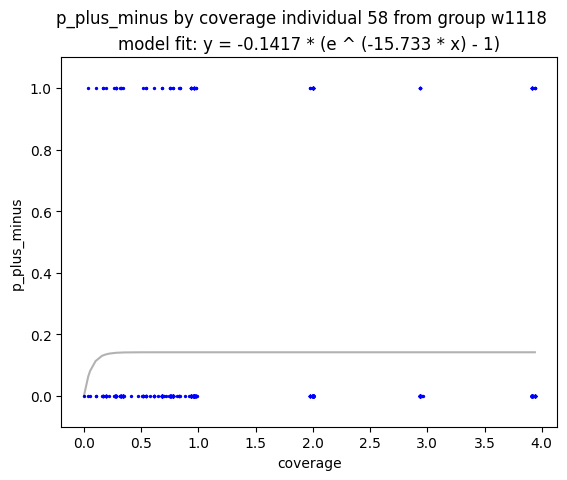 p_plus_minus by coverage individual 58 from group w1118
model fit: y = -0.1417 * (e ^ (-15.733 * x) - 1)
1.0
0.8
0.6
0.4
0.2
0.0
p_plus_minus
0.0 0.5 1.0 1.5 2.0 2.5 3.0 3.5 4.0
coverage